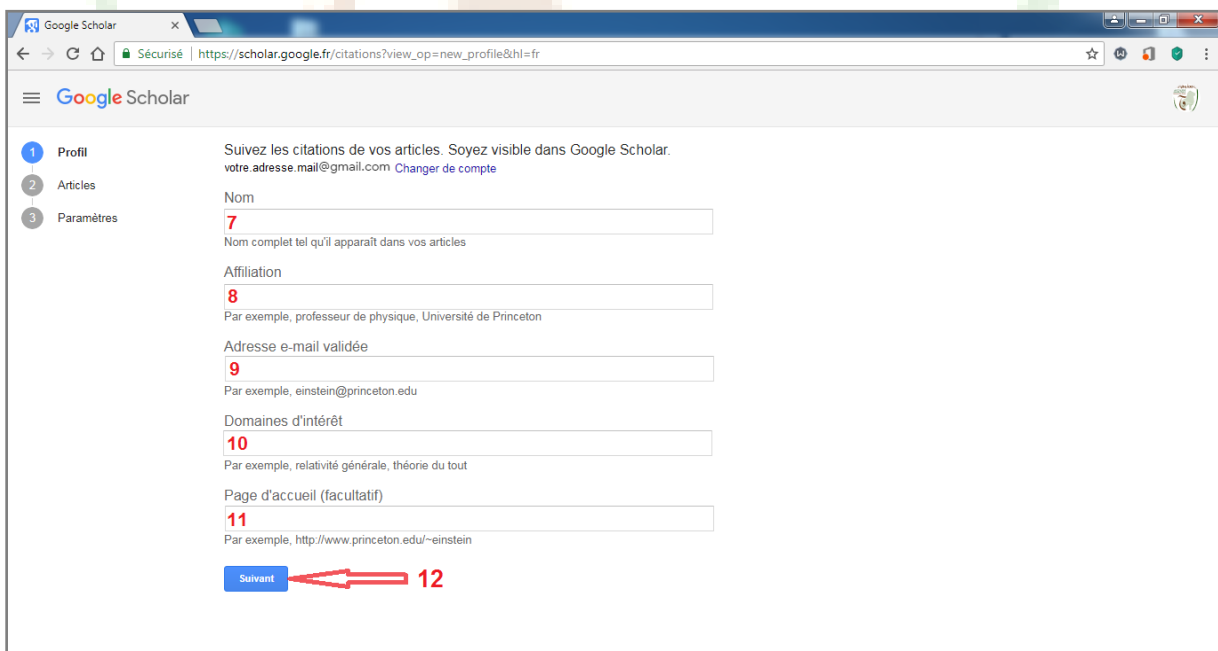 Google Scholar
Sécurisé | https://scholar.google.fr/citations?view_op=new_profile&hl=fr
Google Scholar
1 Profil
2 Articles
3 Paramètres
Suivez les citations de vos articles. Soyez visible dans Google Scholar.
votre.adresse.mail@gmail.com Changer de compte
Nom
7
Nom complet tel qu'il apparaît dans vos articles
Affiliation
8
Par exemple, professeur de physique, Université de Princeton
Adresse e-mail validée
9
Par exemple, einstein@princeton.edu
Domaines d'intérêt
10
Par exemple, relativité générale, théorie du tout
Page d'accueil (facultatif)
11
Par exemple, http://www.princeton.edu/~einstein
Suivant 12